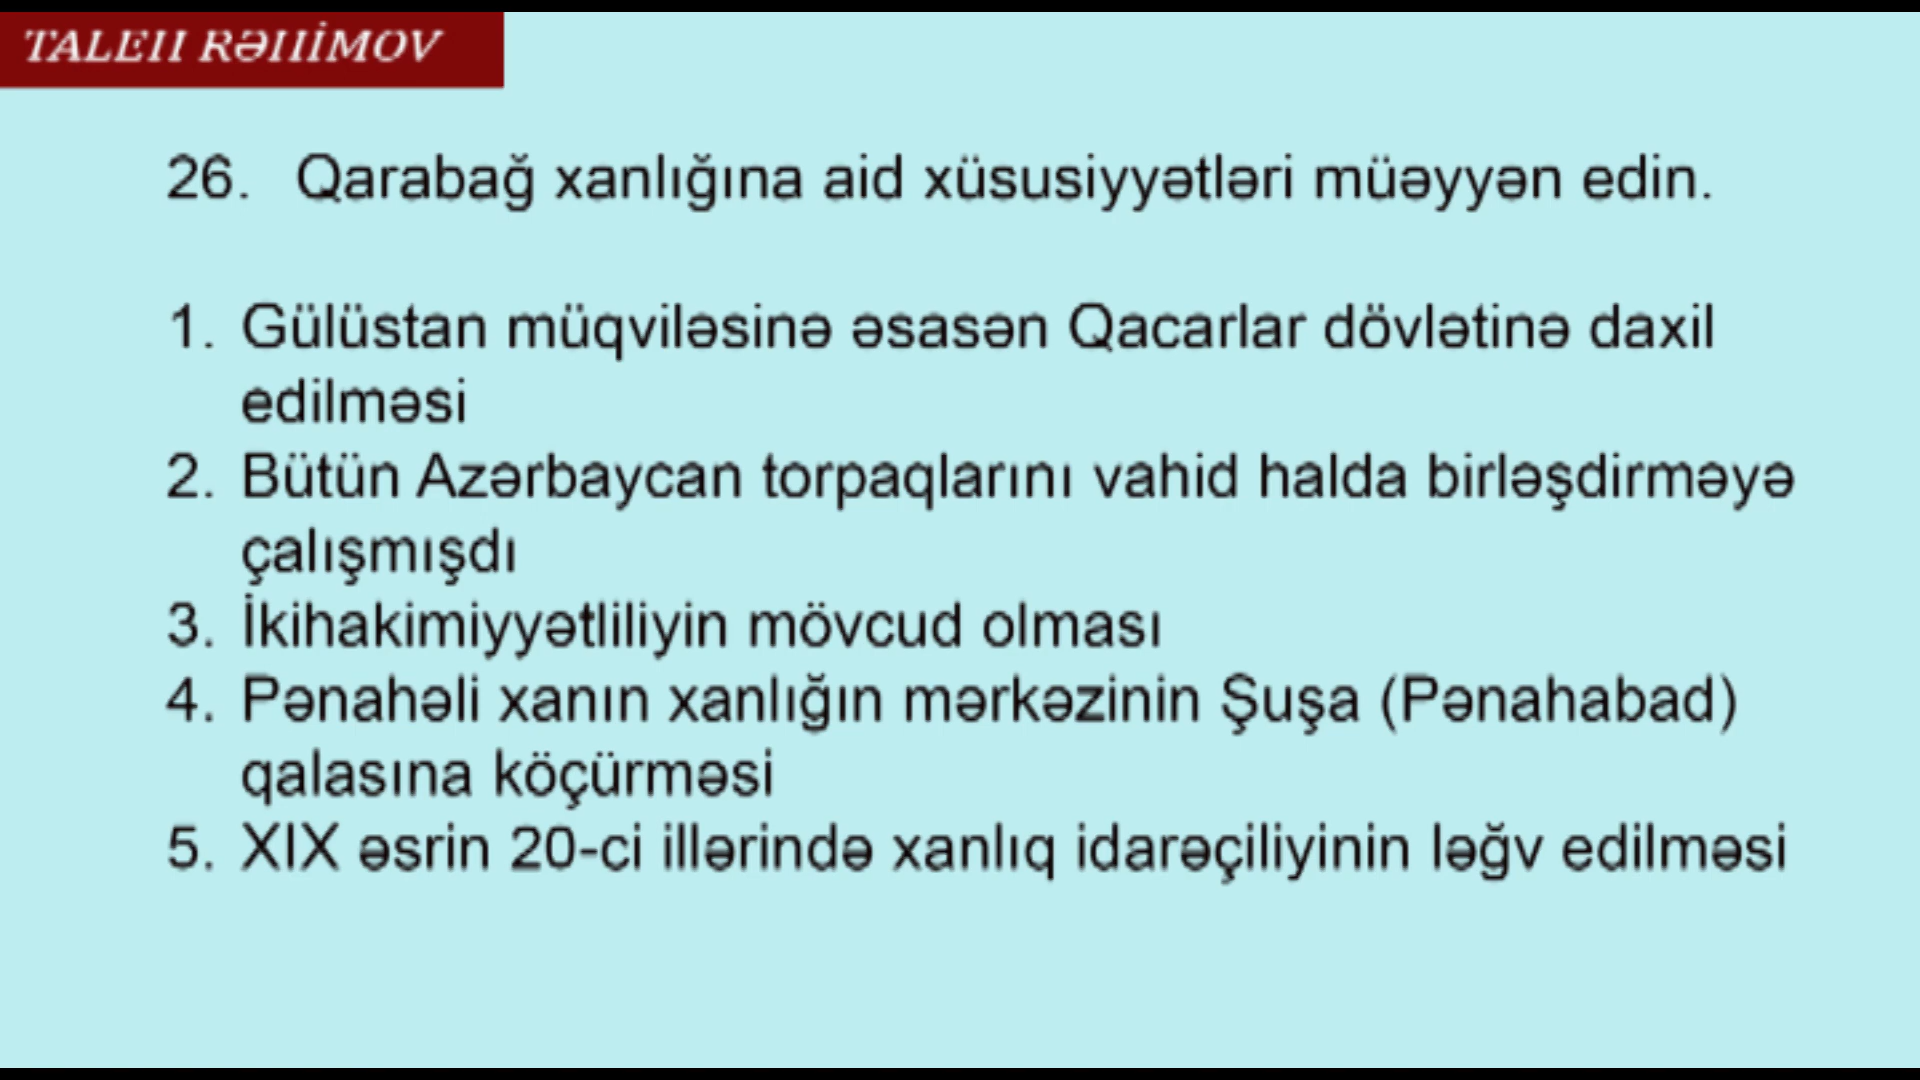 TALEH RƏHİMOV
26. Qarabağ xanlığına aid xüsusiyyətləri müəyyən edin.
1. Gülüstan müqviləsinə əsasən Qacarlar dövlətinə daxil
edilməsi
2. Bütün Azərbaycan torpaqlarını vahid halda birləşdirməyə
çalışmışdı
3. İkihakimiyyətliliyin mövcud olması
4. Pənahəli xanın xanlığın mərkəzinin Şuşa (Pənahabad)
qalasına köçürməsi
5. XIX əsrin 20-ci illərində xanlıq idarəçiliyinin ləğv edilməsi